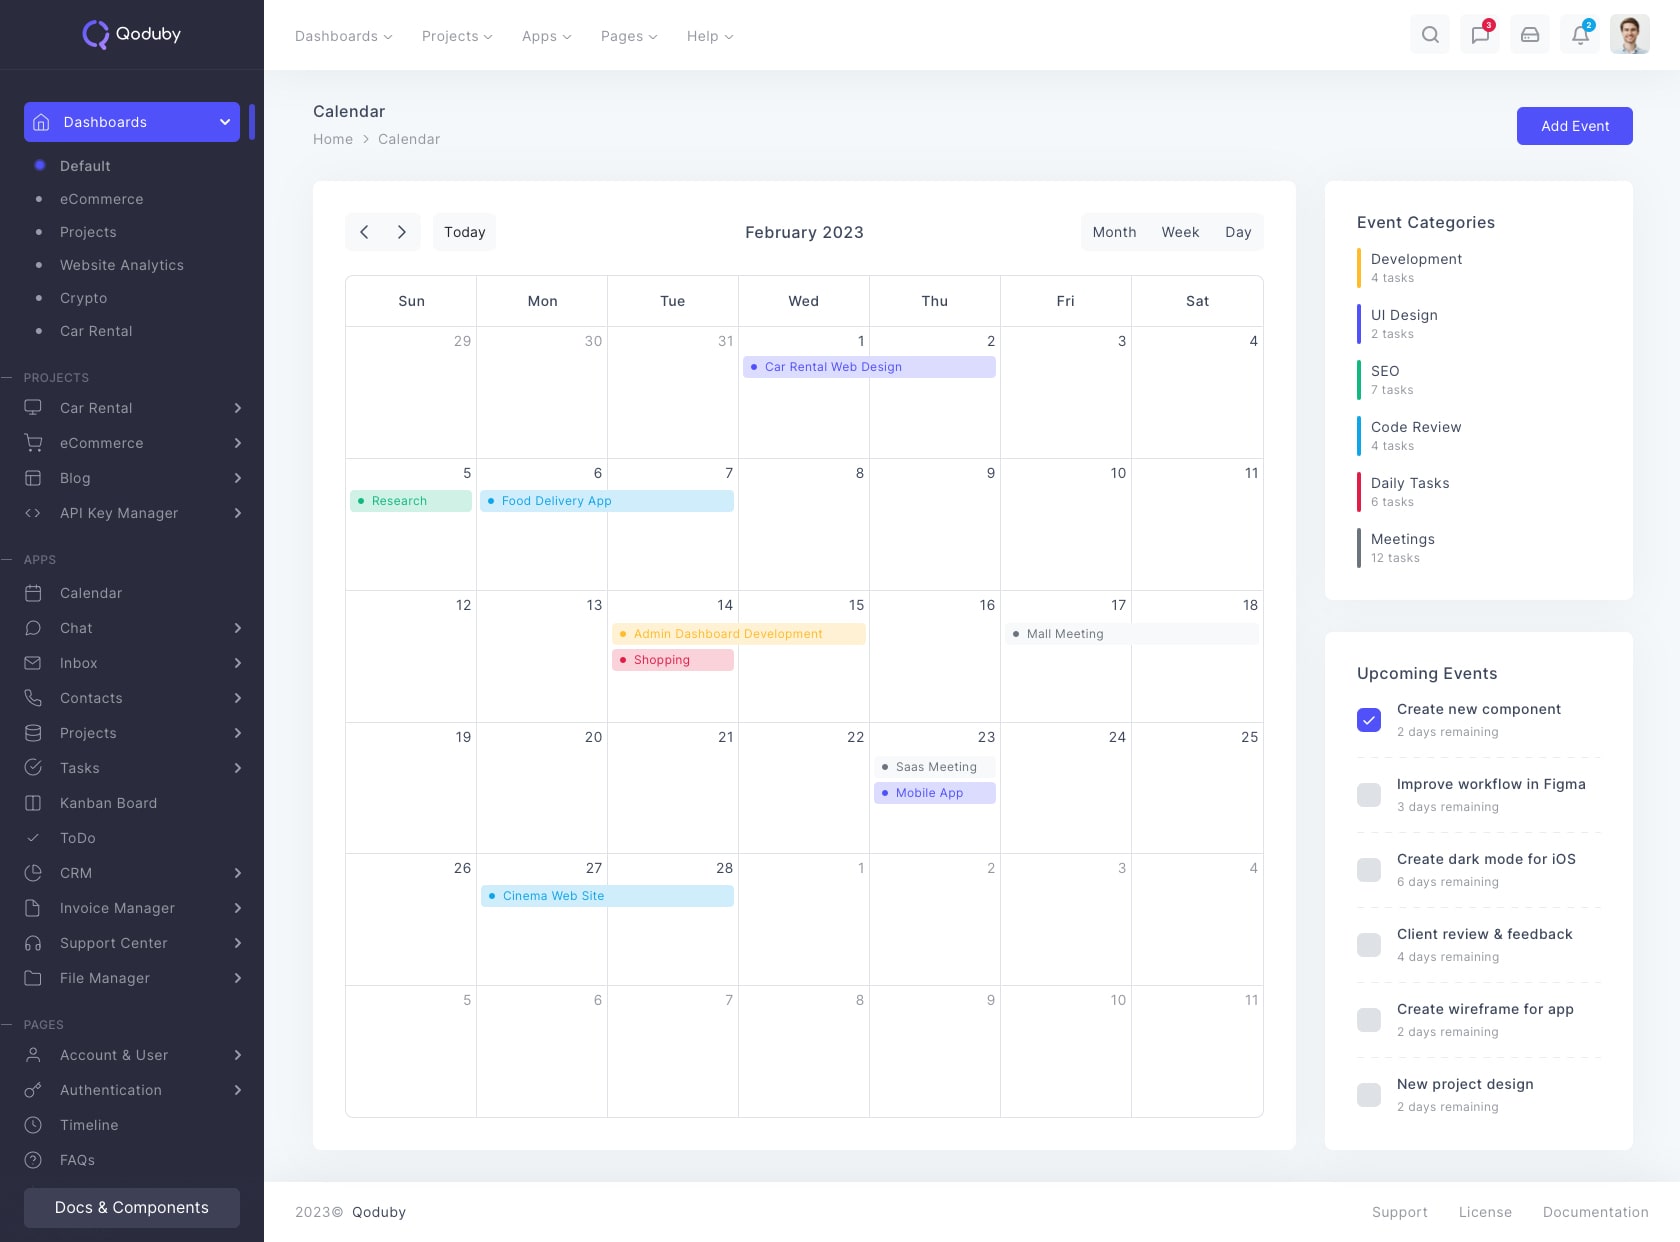 Qoduby
Dashboards
Default
eCommerce
Projects
Website Analytics
Crypto
Car Rental
PROJECTS
Car Rental
eCommerce
Blog
API Key Manager
APPS
Calendar
Chat
Inbox
Contacts
Projects
Tasks
Kanban Board
ToDo
CRM
Invoice Manager
Support Center
File Manager
PAGES
Account & User
Authentication
Timeline
FAQs
Docs & Components
Dashboards Projects Apps Pages Help 3 2
Calendar
Home > Calendar
Add Event
Today February 2023 Month Week Day
Sun Mon Tue Wed Thu Fri Sat
29 30 31 1 2 3 4
Car Rental Web Design
5 6 7 8 9 10 11
Research Food Delivery App
12 13 14 15 16 17 18
Admin Dashboard Development Mall Meeting
Shopping
19 20 21 22 23 24 25
Saas Meeting
Mobile App
26 27 28 1 2 3 4
Cinema Web Site
5 6 7 8 9 10 11
Event Categories
Development
4 tasks
UI Design
2 tasks
SEO
7 tasks
Code Review
4 tasks
Daily Tasks
6 tasks
Meetings
12 tasks
Upcoming Events
Create new component
2 days remaining
Improve workflow in Figma
3 days remaining
Create dark mode for iOS
6 days remaining
Client review & feedback
4 days remaining
Create wireframe for app
2 days remaining
New project design
2 days remaining
2023© Qoduby Support License Documentation